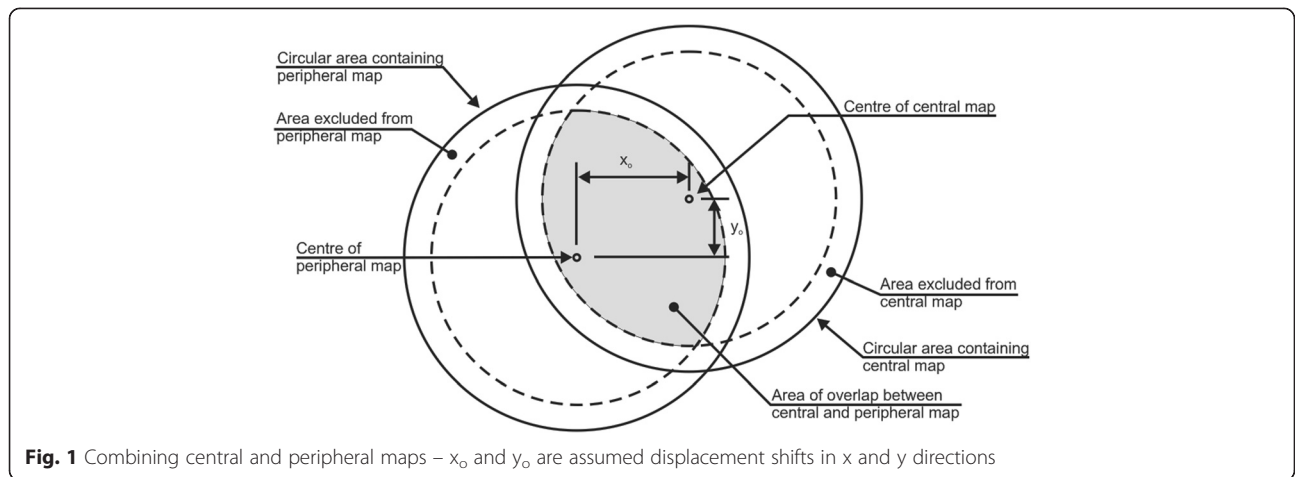 Circular area containing
peripheral map
Area excluded from
peripheral map
Centre of central map
xₒ
yₒ
Centre of
peripheral map
Area excluded from
central map
Circular area containing
central map
Area of overlap between
central and peripheral map
Fig. 1 Combining central and peripheral maps – xₒ and yₒ are assumed displacement shifts in x and y directions